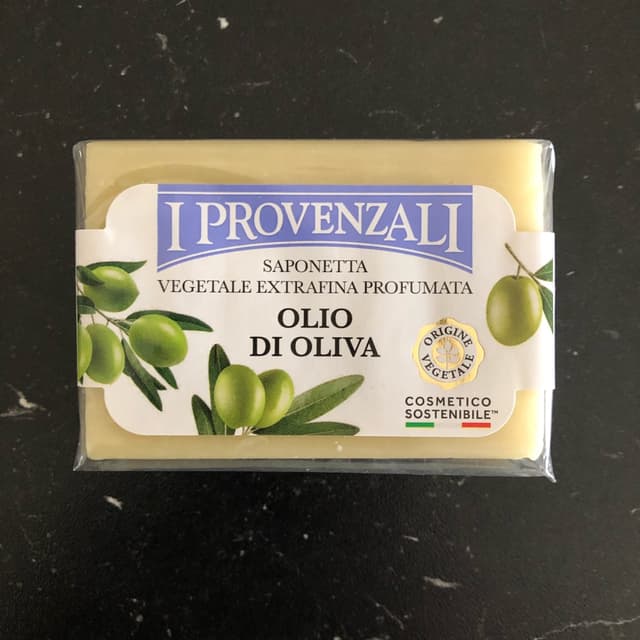 I PROVENZALI
SAPONETTA
VEGETALE EXTRAFINA PROFUMATA
OLIO
DI OLIVA
ORIGINE
VEGETALE
COSMETICO
SOSTENIBILE™